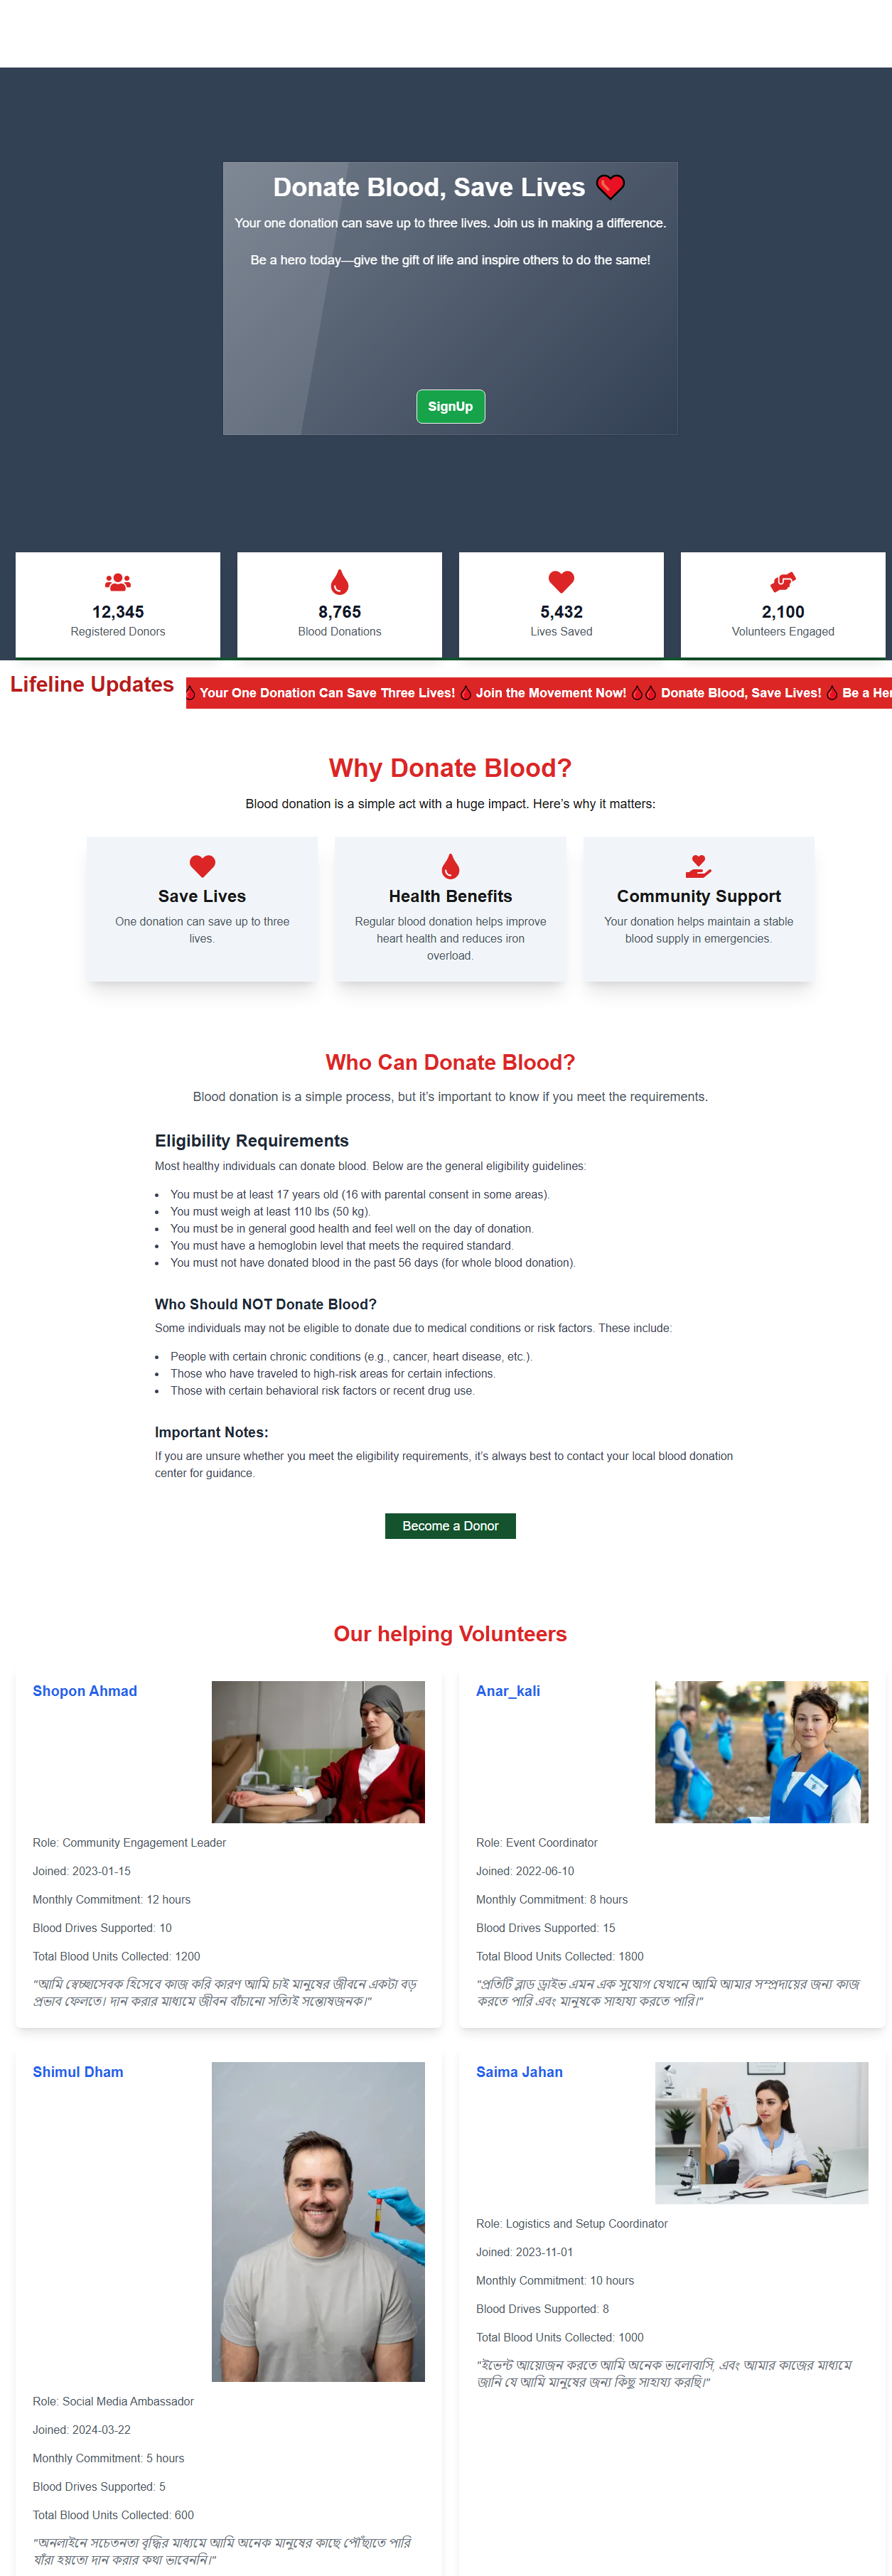 Donate Blood, Save Lives ❤️
Your one donation can save up to three lives. Join us in making a difference.
Be a hero today—give the gift of life and inspire others to do the same!
SignUp
12,345
Registered Donors
8,765
Blood Donations
5,432
Lives Saved
2,100
Volunteers Engaged
Lifeline Updates
🩸 Your One Donation Can Save Three Lives! 🩸 Join the Movement Now! 🩸🩸 Donate Blood, Save Lives! 🩸 Be a Her
Why Donate Blood?
Blood donation is a simple act with a huge impact. Here’s why it matters:
Save Lives
One donation can save up to three
lives.
Health Benefits
Regular blood donation helps improve
heart health and reduces iron
overload.
Community Support
Your donation helps maintain a stable
blood supply in emergencies.
Who Can Donate Blood?
Blood donation is a simple process, but it’s important to know if you meet the requirements.
Eligibility Requirements
Most healthy individuals can donate blood. Below are the general eligibility guidelines:
• You must be at least 17 years old (16 with parental consent in some areas).
• You must weigh at least 110 lbs (50 kg).
• You must be in general good health and feel well on the day of donation.
• You must have a hemoglobin level that meets the required standard.
• You must not have donated blood in the past 56 days (for whole blood donation).
Who Should NOT Donate Blood?
Some individuals may not be eligible to donate due to medical conditions or risk factors. These include:
• People with certain chronic conditions (e.g., cancer, heart disease, etc.).
• Those who have traveled to high-risk areas for certain infections.
• Those with certain behavioral risk factors or recent drug use.
Important Notes:
If you are unsure whether you meet the eligibility requirements, it’s always best to contact your local blood donation
center for guidance.
Become a Donor
Our helping Volunteers
Shopon Ahmad
Role: Community Engagement Leader
Joined: 2023-01-15
Monthly Commitment: 12 hours
Blood Drives Supported: 10
Total Blood Units Collected: 1200
"আমি স্বেচ্ছাসেবক হিসেবে কাজ করি কারণ আমি চাই মানুষের জীবনে একটা বড়
প্রভাব ফেলতে। দান করার মাধ্যমে জীবন বাঁচানো সত্যিই সন্তোষজনক।"
Anar_kali
Role: Event Coordinator
Joined: 2022-06-10
Monthly Commitment: 8 hours
Blood Drives Supported: 15
Total Blood Units Collected: 1800
"প্রতিটি ব্লাড ড্রাইভ এমন এক সুযোগ যেখানে আমি আমার সম্প্রদায়ের জন্য কাজ
করতে পারি এবং মানুষকে সাহায্য করতে পারি।"
Shimul Dham
Role: Social Media Ambassador
Joined: 2024-03-22
Monthly Commitment: 5 hours
Blood Drives Supported: 5
Total Blood Units Collected: 600
"অনলাইনে সচেতনতা বৃদ্ধির মাধ্যমে আমি অনেক মানুষের কাছে পৌঁছাতে পারি
যাঁরা হয়তো দান করার কথা ভাবেননি।"
Saima Jahan
Role: Logistics and Setup Coordinator
Joined: 2023-11-01
Monthly Commitment: 10 hours
Blood Drives Supported: 8
Total Blood Units Collected: 1000
"ইভেন্ট আয়োজন করতে আমি অনেক ভালোবাসি, এবং আমার কাজের মাধ্যমে
জানি যে আমি মানুষের জন্য কিছু সাহায্য করছি।"